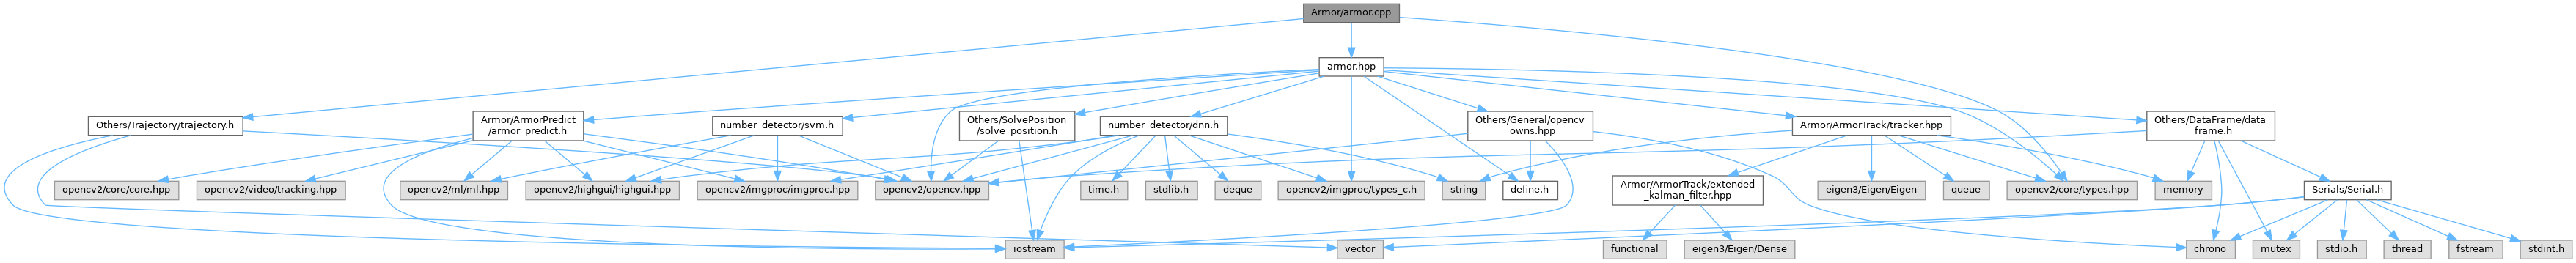 Armor/armor.cpp
armor.hpp
Others/Trajectory/trajectory.h
Armor/ArmorPredict
/armor_predict.h
number_detector/svm.h
Others/SolvePosition
/solve_position.h
number_detector/dnn.h
Others/General/opencv
_owns.hpp
Armor/ArmorTrack/tracker.hpp
Others/DataFrame/data
_frame.h
opencv2/core/core.hpp
opencv2/video/tracking.hpp
opencv2/ml/ml.hpp
opencv2/highgui/highgui.hpp
opencv2/imgproc/imgproc.hpp
opencv2/opencv.hpp
time.h
stdlib.h
deque
opencv2/imgproc/types_c.h
string
define.h
Armor/ArmorTrack/extended
_kalman_filter.hpp
eigen3/Eigen/Eigen
queue
opencv2/core/types.hpp
memory
Serials/Serial.h
iostream
vector
functional
eigen3/Eigen/Dense
chrono
mutex
stdio.h
thread
fstream
stdint.h